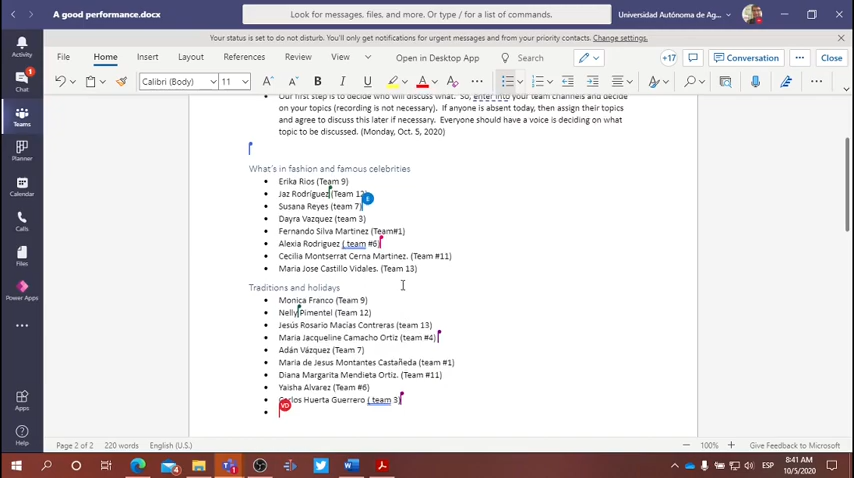 A good performance.docx
Look for messages, files, and more. Or type / for a list of commands.
Universidad Autónoma de Ag...
Your status is set to do not disturb. You'll only get notifications for urgent messages and from your priority contacts. Change settings.
File Home Insert Layout References Review View Open in Desktop App Search +17 Conversation Close
Calibri (Body) 11
Activity
Chat
1
Teams
Planner
Calendar
Calls
Files
Power Apps
Apps
Help
Our first step is to decide who will discuss what. So, enter into your team channels and decide
on your topics (recording is not necessary). If anyone is absent today, then assign their topics
and agree to discuss this later if necessary. Everyone should have a voice is deciding on what
topic to be discussed. (Monday, Oct. 5, 2020)
What's in fashion and famous celebrities
• Erika Rios (Team 9)
• Jaz Rodríguez (Team 12)
E
• Susana Reyes (team 7)
• Dayra Vazquez (team 3)
• Fernando Silva Martinez (Team#1)
• Alexia Rodriguez ( team #6)
• Cecilia Montserrat Cerna Martinez. (Team #11)
• Maria Jose Castillo Vidales. (Team 13)
Traditions and holidays
• Monica Franco (Team 9)
• Nelly Pimentel (Team 12)
• Jesús Rosario Macías Contreras (team 13)
• Maria Jacqueline Camacho Ortiz (team #4)
• Adán Vázquez (Team 7)
• Maria de Jesus Montantes Castañeda (team #1)
• Diana Margarita Mendieta Ortiz. (Team #11)
• Yaisha Alvarez (Team #6)
• Carlos Huerta Guerrero ( team 3)
VD
Page 2 of 2 220 words English (U.S.) 100% Give Feedback to Microsoft
ESP
8:41 AM
10/5/2020